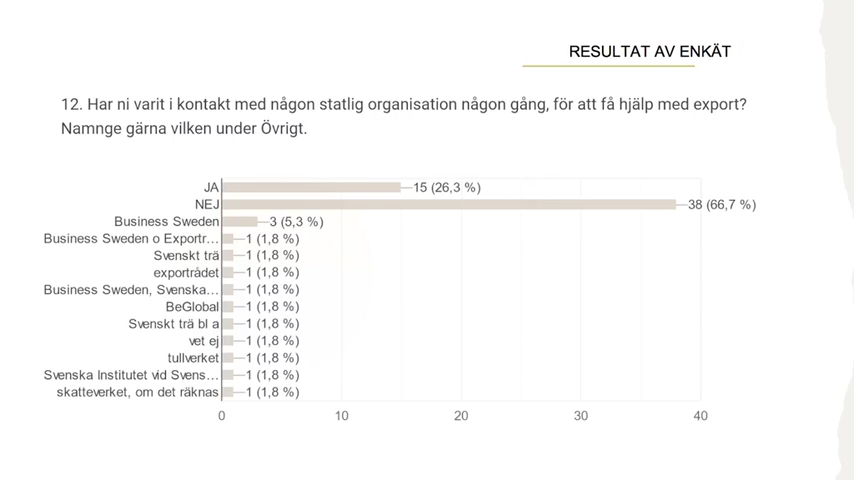 RESULTAT AV ENKÄT
12. Har ni varit i kontakt med någon statlig organisation någon gång, för att få hjälp med export?
Namnge gärna vilken under Övrigt.
JA 15 (26,3 %)
NEJ 38 (66,7 %)
Business Sweden 3 (5,3 %)
Business Sweden o Exportr… 1 (1,8 %)
Svenskt trä 1 (1,8 %)
exportrådet 1 (1,8 %)
Business Sweden, Svenska… 1 (1,8 %)
BeGlobal 1 (1,8 %)
Svenskt trä bl a 1 (1,8 %)
vet ej 1 (1,8 %)
tullverket 1 (1,8 %)
Svenska Institutet vid Svens… 1 (1,8 %)
skatteverket, om det räknas 1 (1,8 %)
0 10 20 30 40